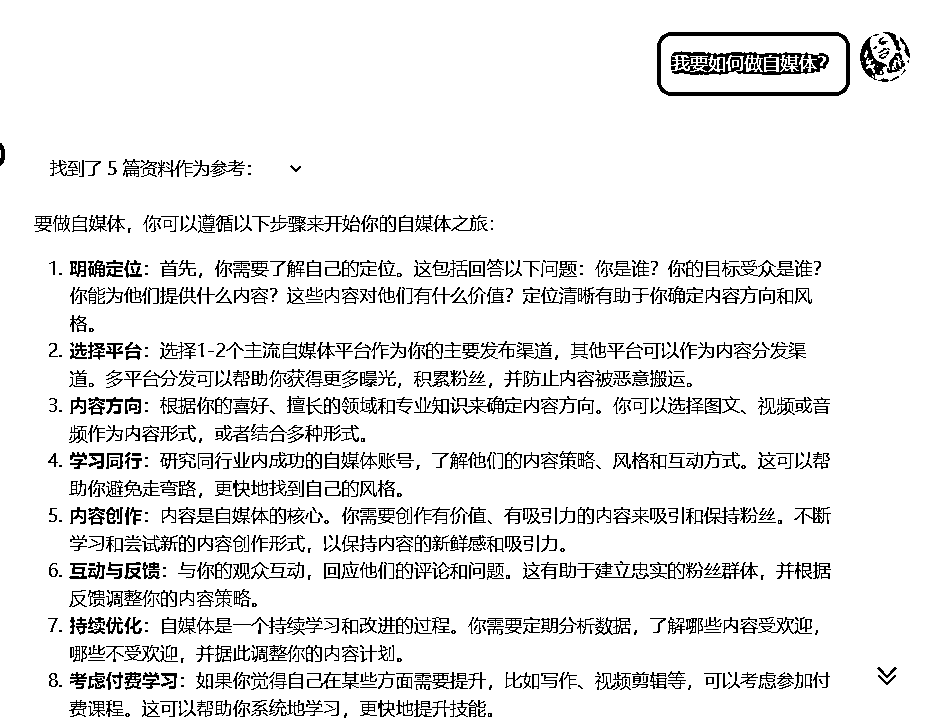 我要如何做自媒体?
找到了 5 篇资料作为参考:
要做自媒体，你可以遵循以下步骤来开始你的自媒体之旅:
1. 明确定位：首先，你需要了解自己的定位。这包括回答以下问题：你是谁？你的目标受众是谁？
你能为他们提供什么内容？这些内容对他们有什么价值？定位清晰有助于你确定内容方向和风
格。
2. 选择平台：选择1-2个主流自媒体平台作为你的主要发布渠道，其他平台可以作为内容分发渠
道。多平台分发可以帮助你获得更多曝光，积累粉丝，并防止内容被恶意搬运。
3. 内容方向：根据你的喜好、擅长的领域和专业知识来确定内容方向。你可以选择图文、视频或音
频作为内容形式，或者结合多种形式。
4. 学习同行：研究同行业内成功的自媒体账号，了解他们的内容策略、风格和互动方式。这可以帮
助你避免走弯路，更快地找到自己的风格。
5. 内容创作：内容是自媒体的核心。你需要创作有价值、有吸引力的内容来吸引和保持粉丝。不断
学习和尝试新的内容创作形式，以保持内容的新鲜感和吸引力。
6. 互动与反馈：与你的观众互动，回应他们的评论和问题。这有助于建立忠实的粉丝群体，并根据
反馈调整你的内容策略。
7. 持续优化：自媒体是一个持续学习和改进的过程。你需要定期分析数据，了解哪些内容受欢迎，
哪些不受欢迎，并据此调整你的内容计划。
8. 考虑付费学习：如果你觉得自己在某些方面需要提升，比如写作、视频剪辑等，可以考虑参加付
费课程。这可以帮助你系统地学习，更快地提升技能。